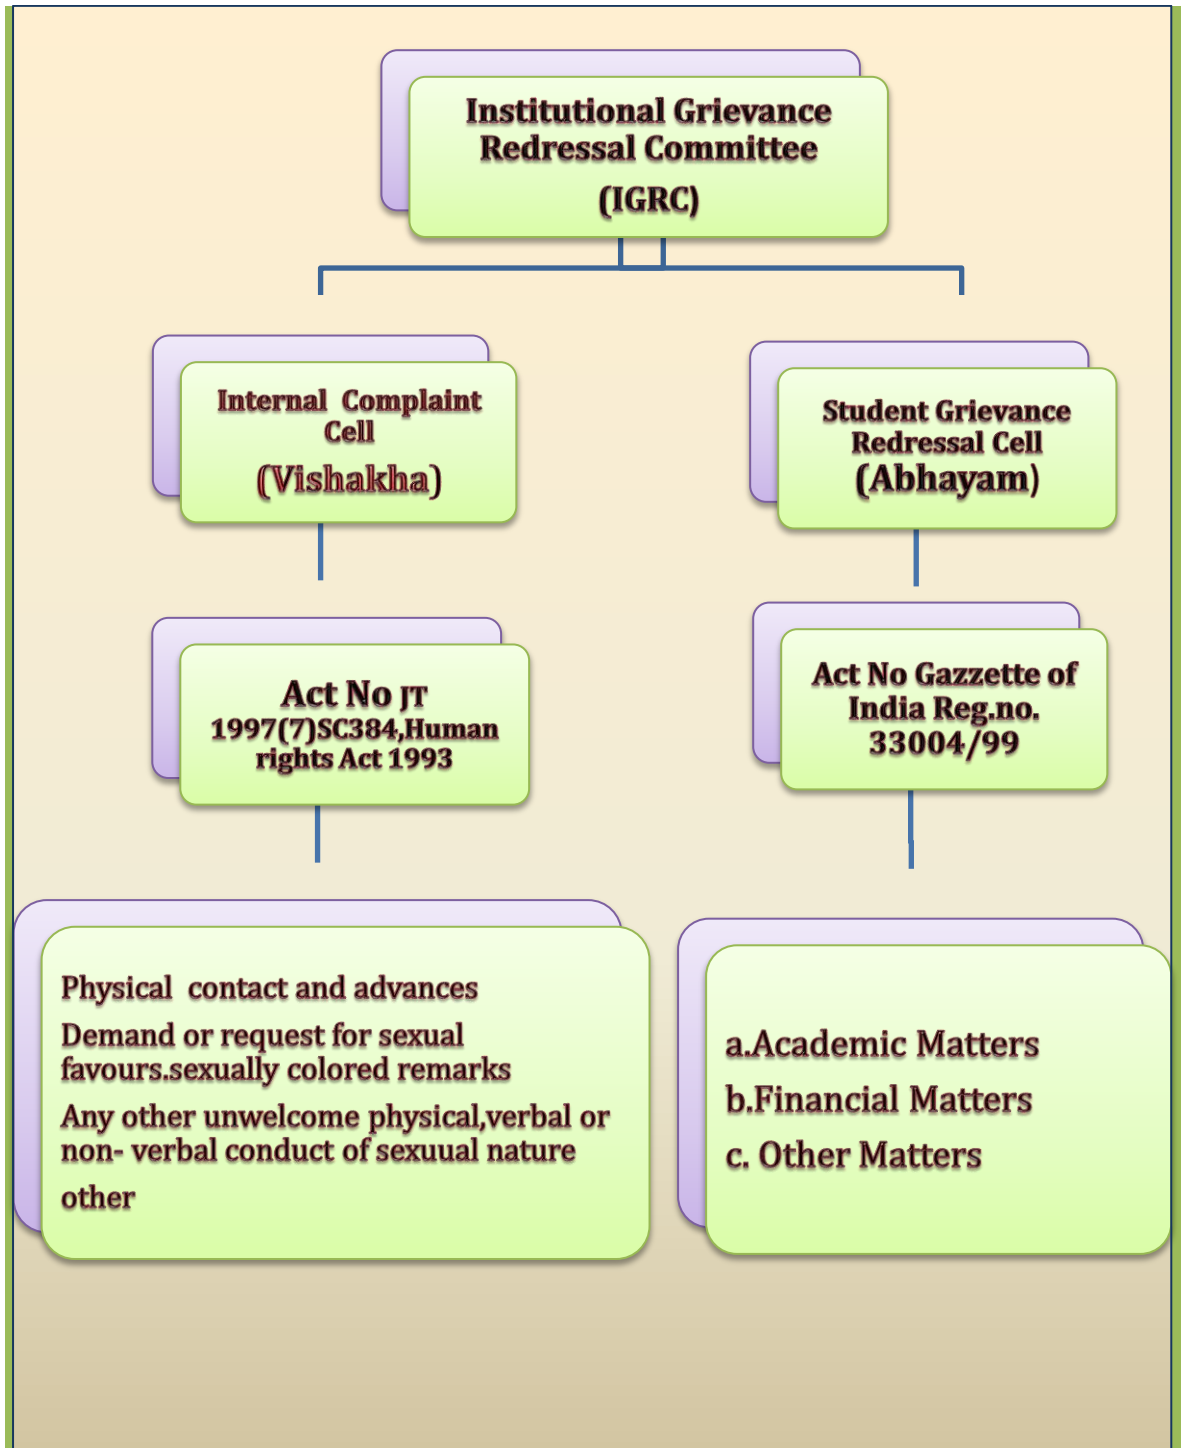 Institutional Grievance
Redressal Committee
(IGRC)
Internal  Complaint
Cell
(Vishakha)
Student Grievance
Redressal Cell
(Abhayam)
Act No JT
1997(7)SC384,Human
rights Act 1993
Act No Gazzette of
India Reg.no.
33004/99
Physical  contact and advances
Demand or request for sexual
favours.sexually colored remarks
Any other unwelcome physical,verbal or
non- verbal conduct of sexuual nature
other
a.Academic Matters
b.Financial Matters
c. Other Matters